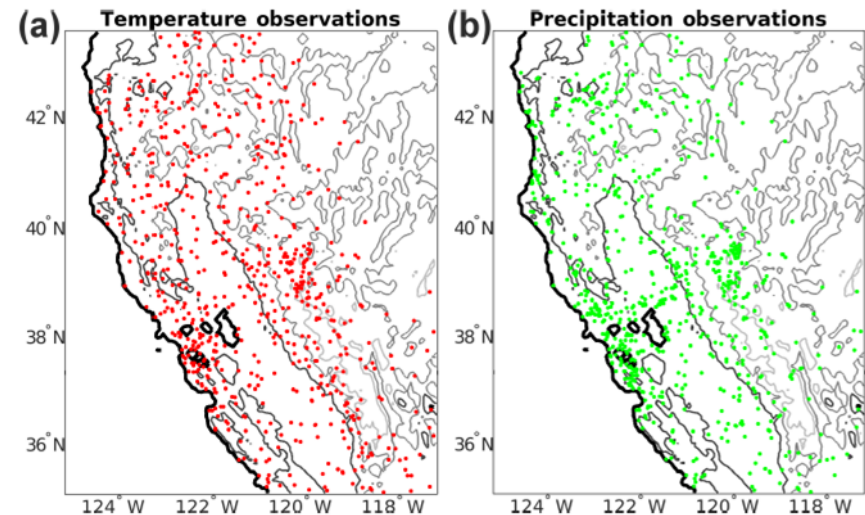 (a) Temperature observations (b) Precipitation observations
42°N 42°N
40°N 40°N
38°N 38°N
36°N 36°N
124°W 122°W 120°W 118°W 124°W 122°W 120°W 118°W